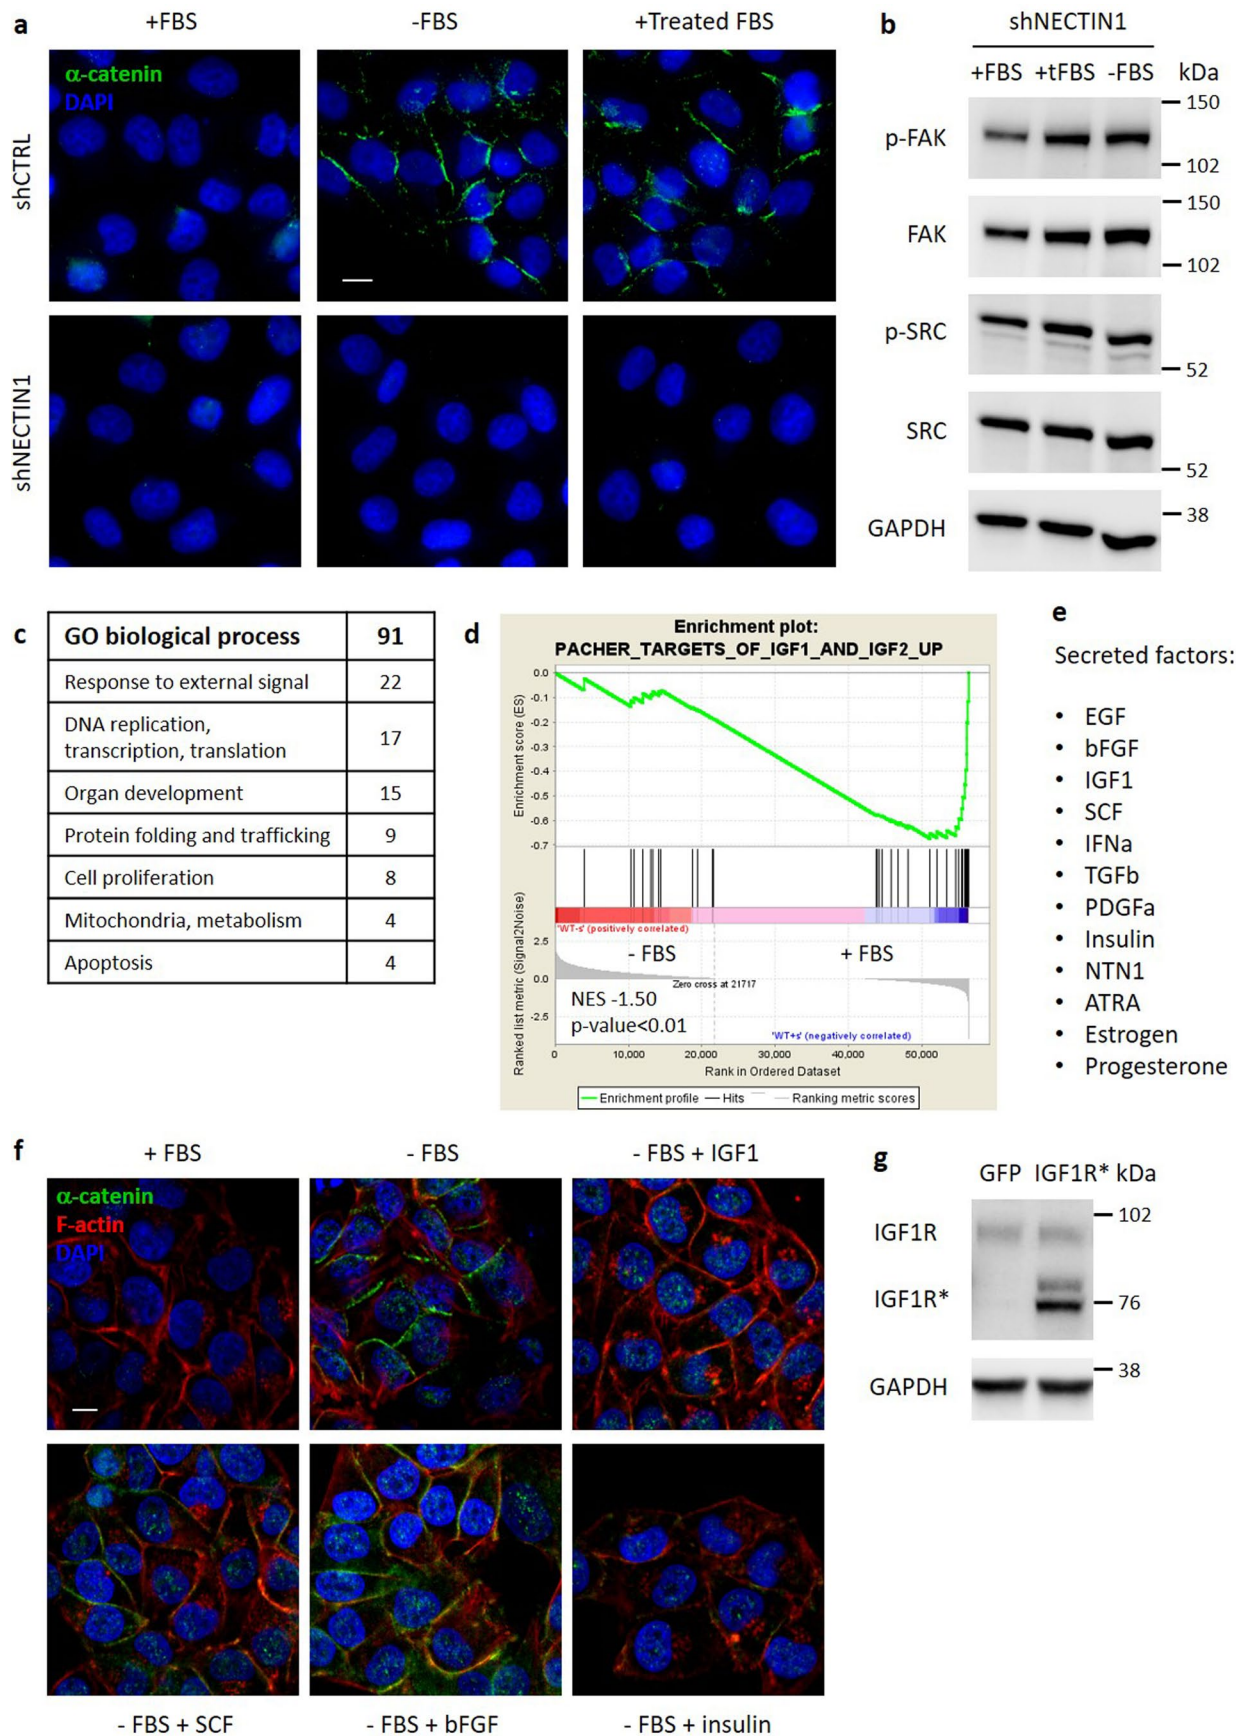 a
+FBS
-FBS
+Treated FBS
α-catenin
DAPI
shCTRL
shNECTIN1
b
shNECTIN1
+FBS +tFBS -FBS kDa
150
p-FAK
102
150
FAK
102
p-SRC
52
SRC
52
38
GAPDH
c
GO biological process 91
Response to external signal 22
DNA replication,
transcription, translation 17
Organ development 15
Protein folding and trafficking 9
Cell proliferation 8
Mitochondria, metabolism 4
Apoptosis 4
d
Enrichment plot:
PACHER_TARGETS_OF_IGF1_AND_IGF2_UP
Enrichment score (ES)
0.0
-0.1
-0.2
-0.3
-0.4
-0.5
-0.6
-0.7
'WT-s' (positively correlated)
- FBS + FBS
Ranked list metric (Signal2Noise)
2.5
0.0
-2.5
Zero cross at 21717
NES -1.50
p-value<0.01
'WT+s' (negatively correlated)
0 10,000 20,000 30,000 40,000 50,000
Rank in Ordered Dataset
Enrichment profile Hits Ranking metric scores
e
Secreted factors:
• EGF
• bFGF
• IGF1
• SCF
• IFNa
• TGFb
• PDGFa
• Insulin
• NTN1
• ATRA
• Estrogen
• Progesterone
f
+ FBS
- FBS
- FBS + IGF1
α-catenin
F-actin
DAPI
- FBS + SCF
- FBS + bFGF
- FBS + insulin
g
GFP IGF1R* kDa
102
IGF1R
IGF1R*
76
38
GAPDH